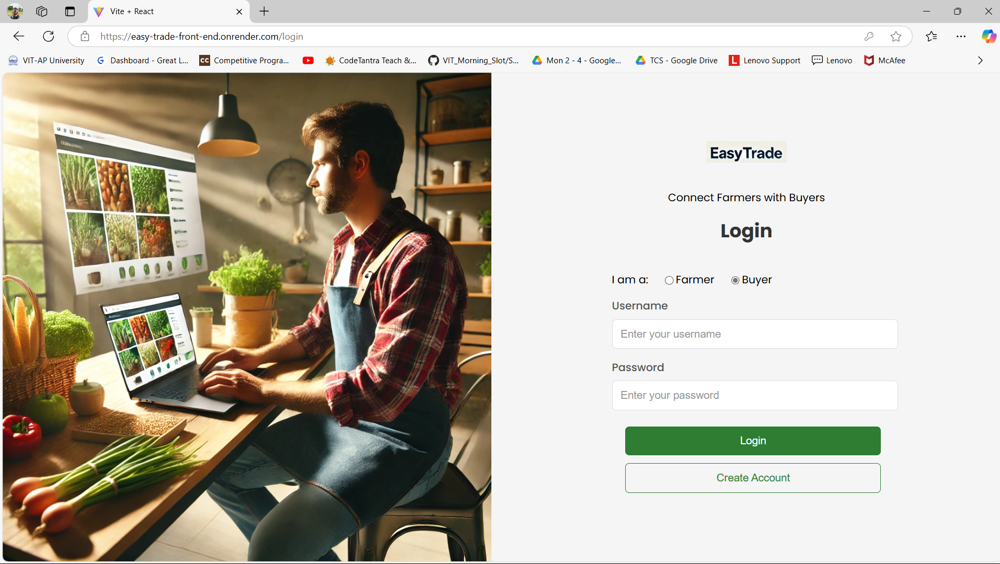 Vite + React
https://easy-trade-front-end.onrender.com/login
VIT-AP University
Dashboard - Great L...
CC Competitive Progra...
CodeTantra Teach &...
VIT_Morning_Slot/S...
Mon 2 - 4 - Google...
TCS - Google Drive
L Lenovo Support
Lenovo
McAfee
EasyTrade
Connect Farmers with Buyers
Login
I am a: Farmer Buyer
Username
Enter your username
Password
Enter your password
Login
Create Account